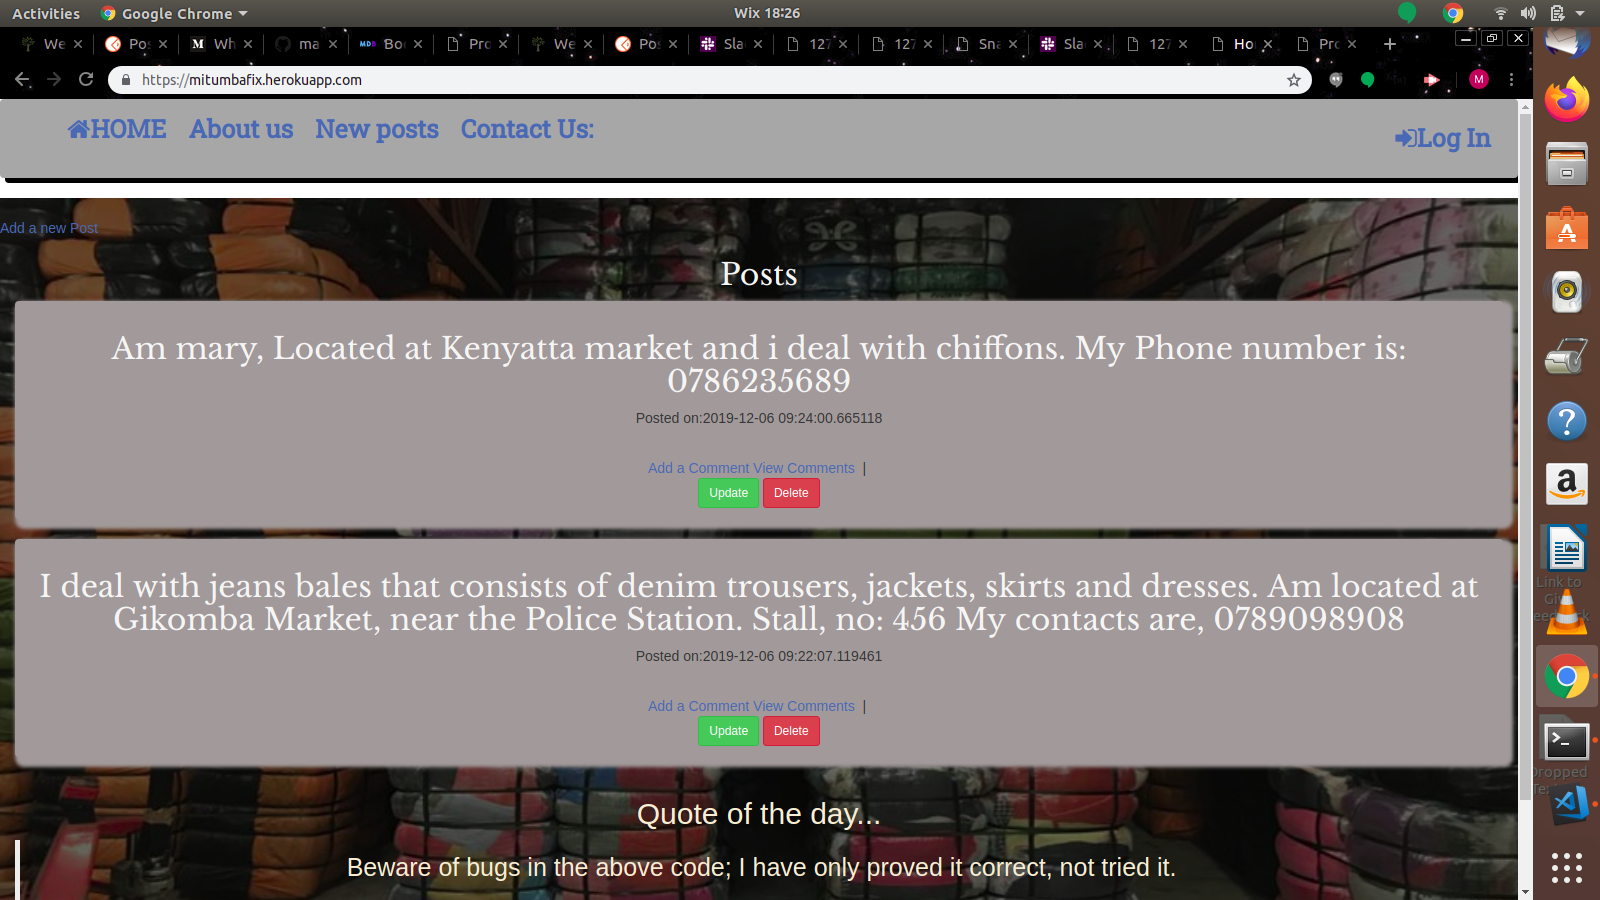 Activities Google Chrome Wix 18:26
We Po: Wh ma MDB Boo Pro We Po: Sla 127 127 Sna Sla 127 Ho Pro
https://mitumbafix.herokuapp.com M
HOME About us New posts Contact Us: Log In
Add a new Post
Posts
Am mary, Located at Kenyatta market and i deal with chiffons. My Phone number is:
0786235689
Posted on:2019-12-06 09:24:00.665118
Add a Comment View Comments |
Update Delete
I deal with jeans bales that consists of denim trousers, jackets, skirts and dresses. Am located at
Gikomba Market, near the Police Station. Stall, no: 456 My contacts are, 0789098908
Posted on:2019-12-06 09:22:07.119461
Add a Comment View Comments |
Update Delete
Link to
Dropped
Quote of the day...
Beware of bugs in the above code; I have only proved it correct, not tried it.